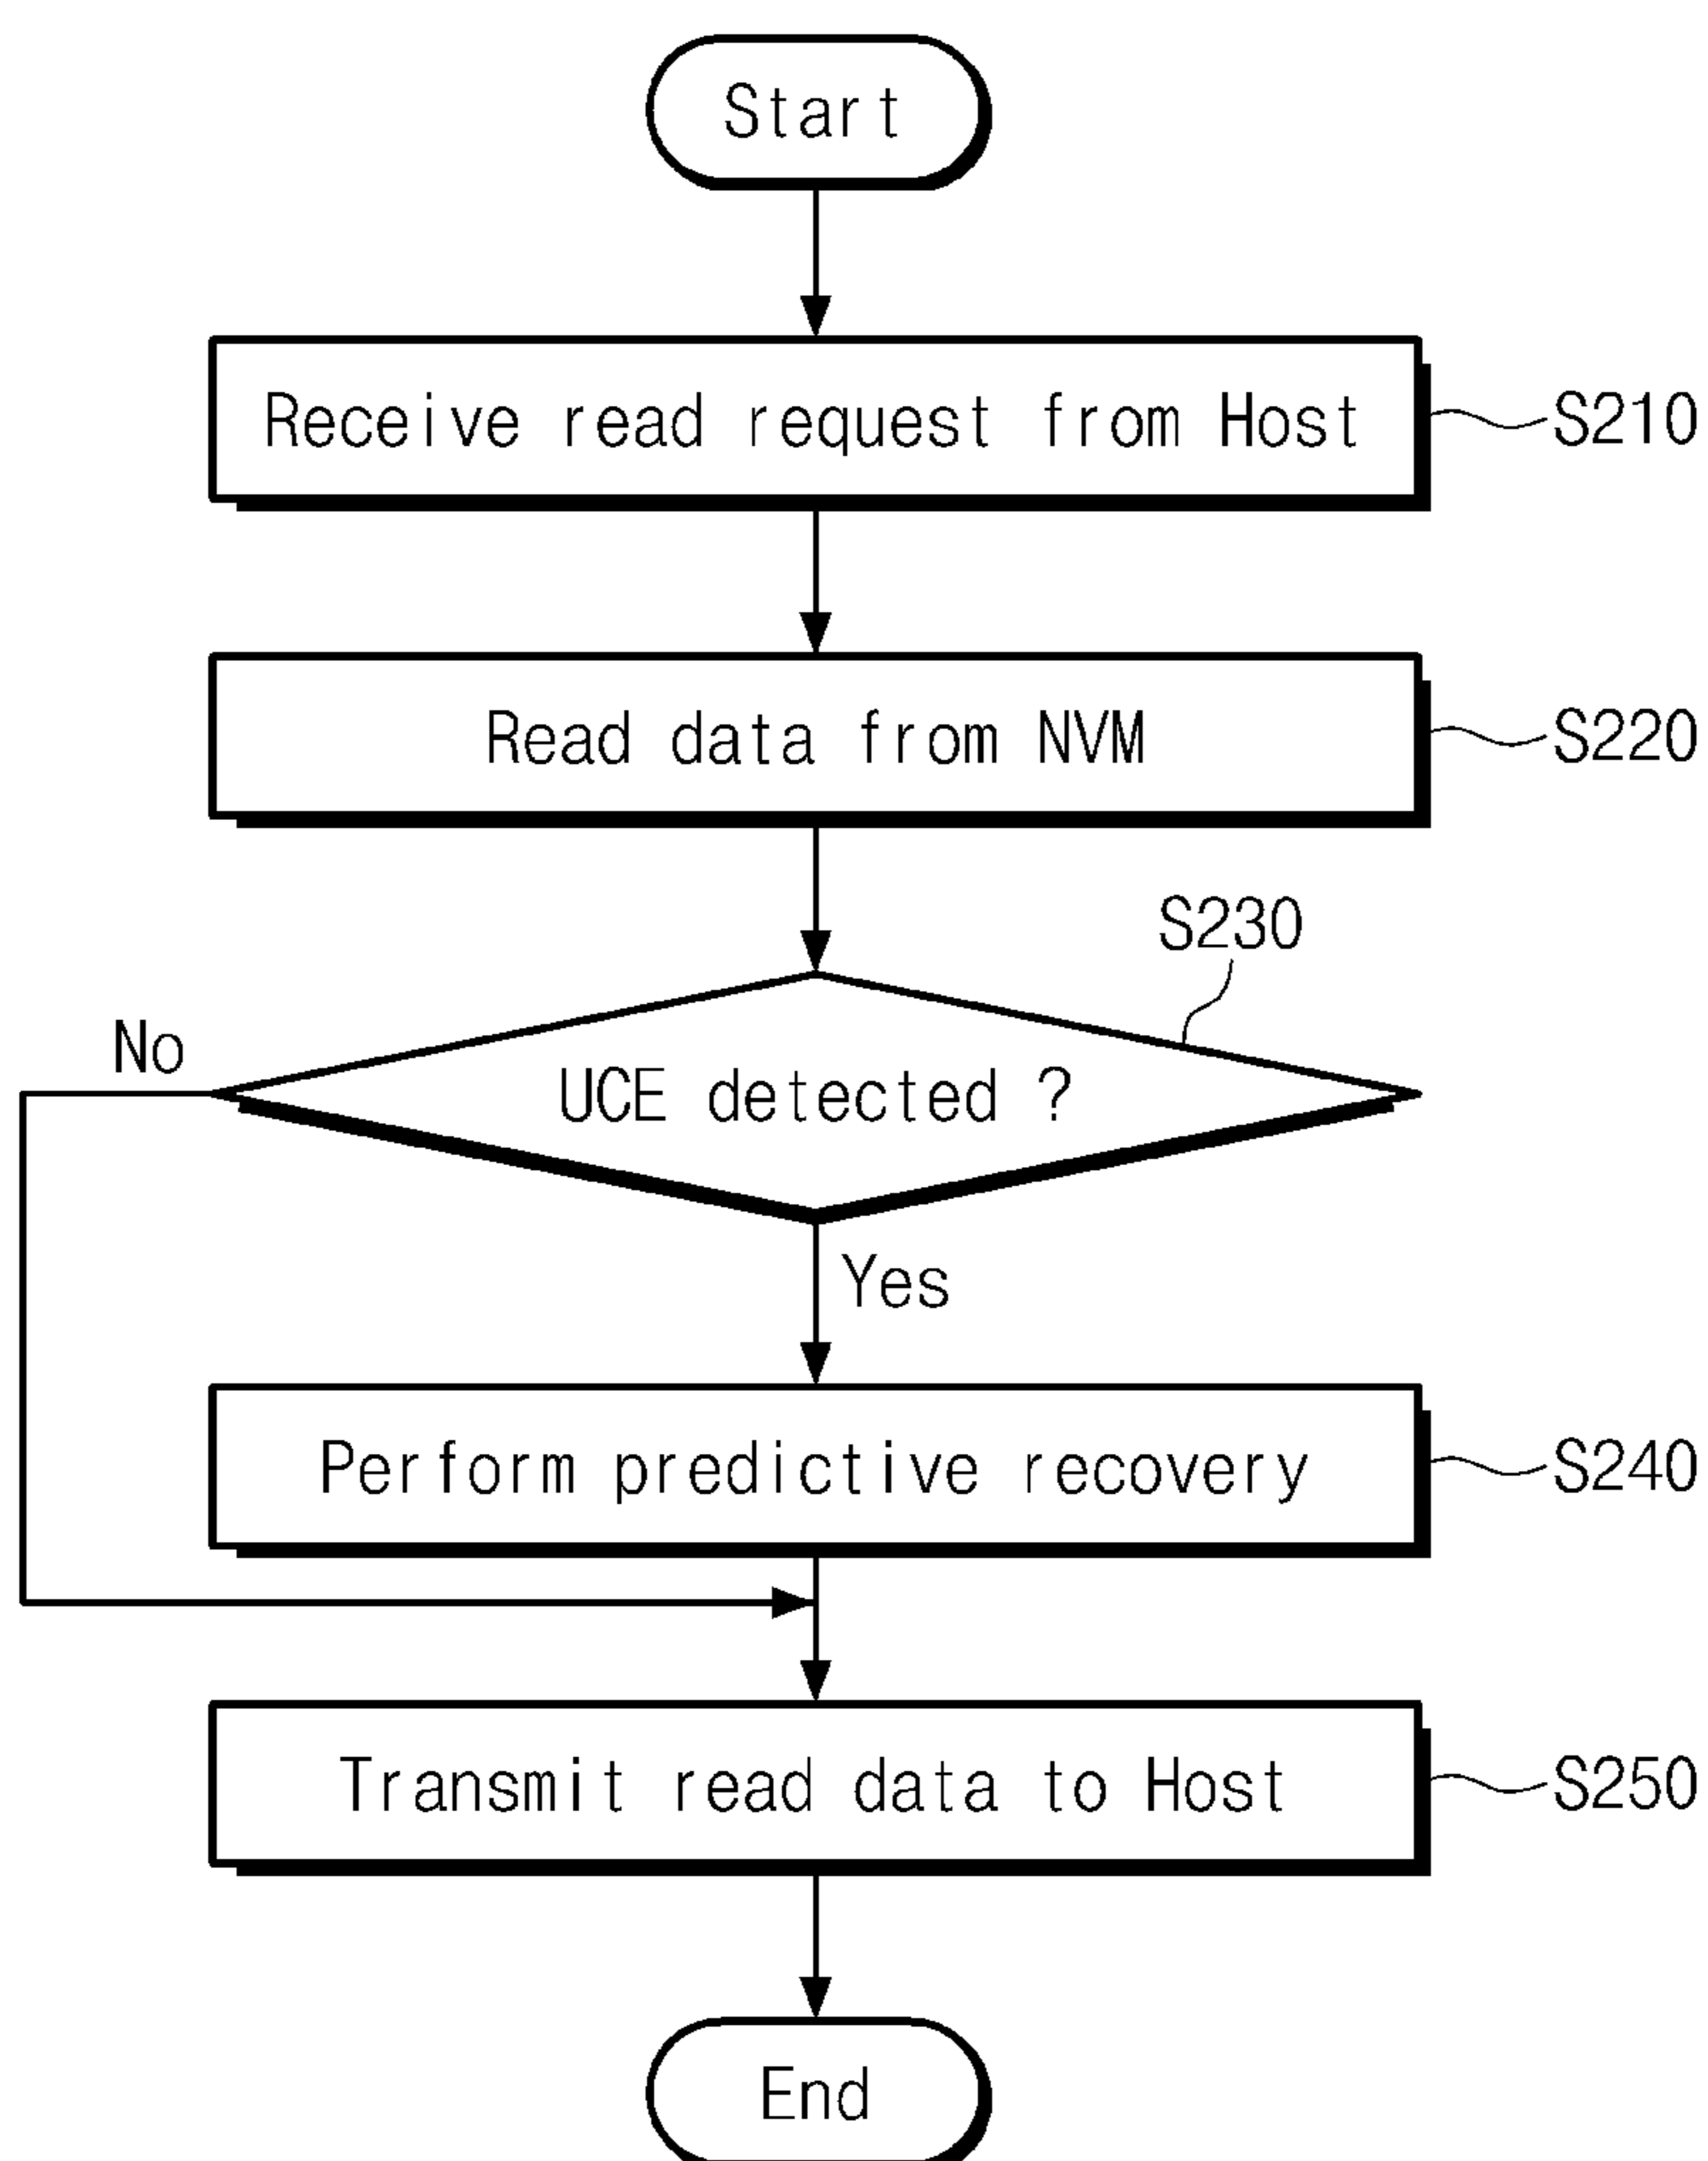 Start
Receive read request from Host
S210
Read data from NVM
S220
S230
No
UCE detected ?
Yes
Perform predictive recovery
S240
Transmit read data to Host
S250
End